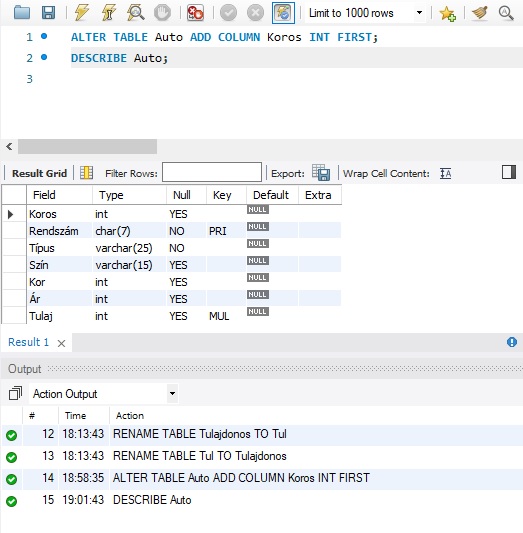 Limit to 1000 rows
1 ALTER TABLE Auto ADD COLUMN Koros INT FIRST;
2 DESCRIBE Auto;
3
Result Grid Filter Rows: Export: Wrap Cell Content:
Field Type Null Key Default Extra
Koros int YES NULL
Rendszám char(7) NO PRI NULL
Típus varchar(25) NO NULL
Szín varchar(15) YES NULL
Kor int YES NULL
Ár int YES NULL
Tulaj int YES MUL NULL
Result 1 ×
Output
Action Output
# Time Action
12 18:13:43 RENAME TABLE Tulajdonos TO Tul
13 18:13:43 RENAME TABLE Tul TO Tulajdonos
14 18:58:35 ALTER TABLE Auto ADD COLUMN Koros INT FIRST
15 19:01:43 DESCRIBE Auto